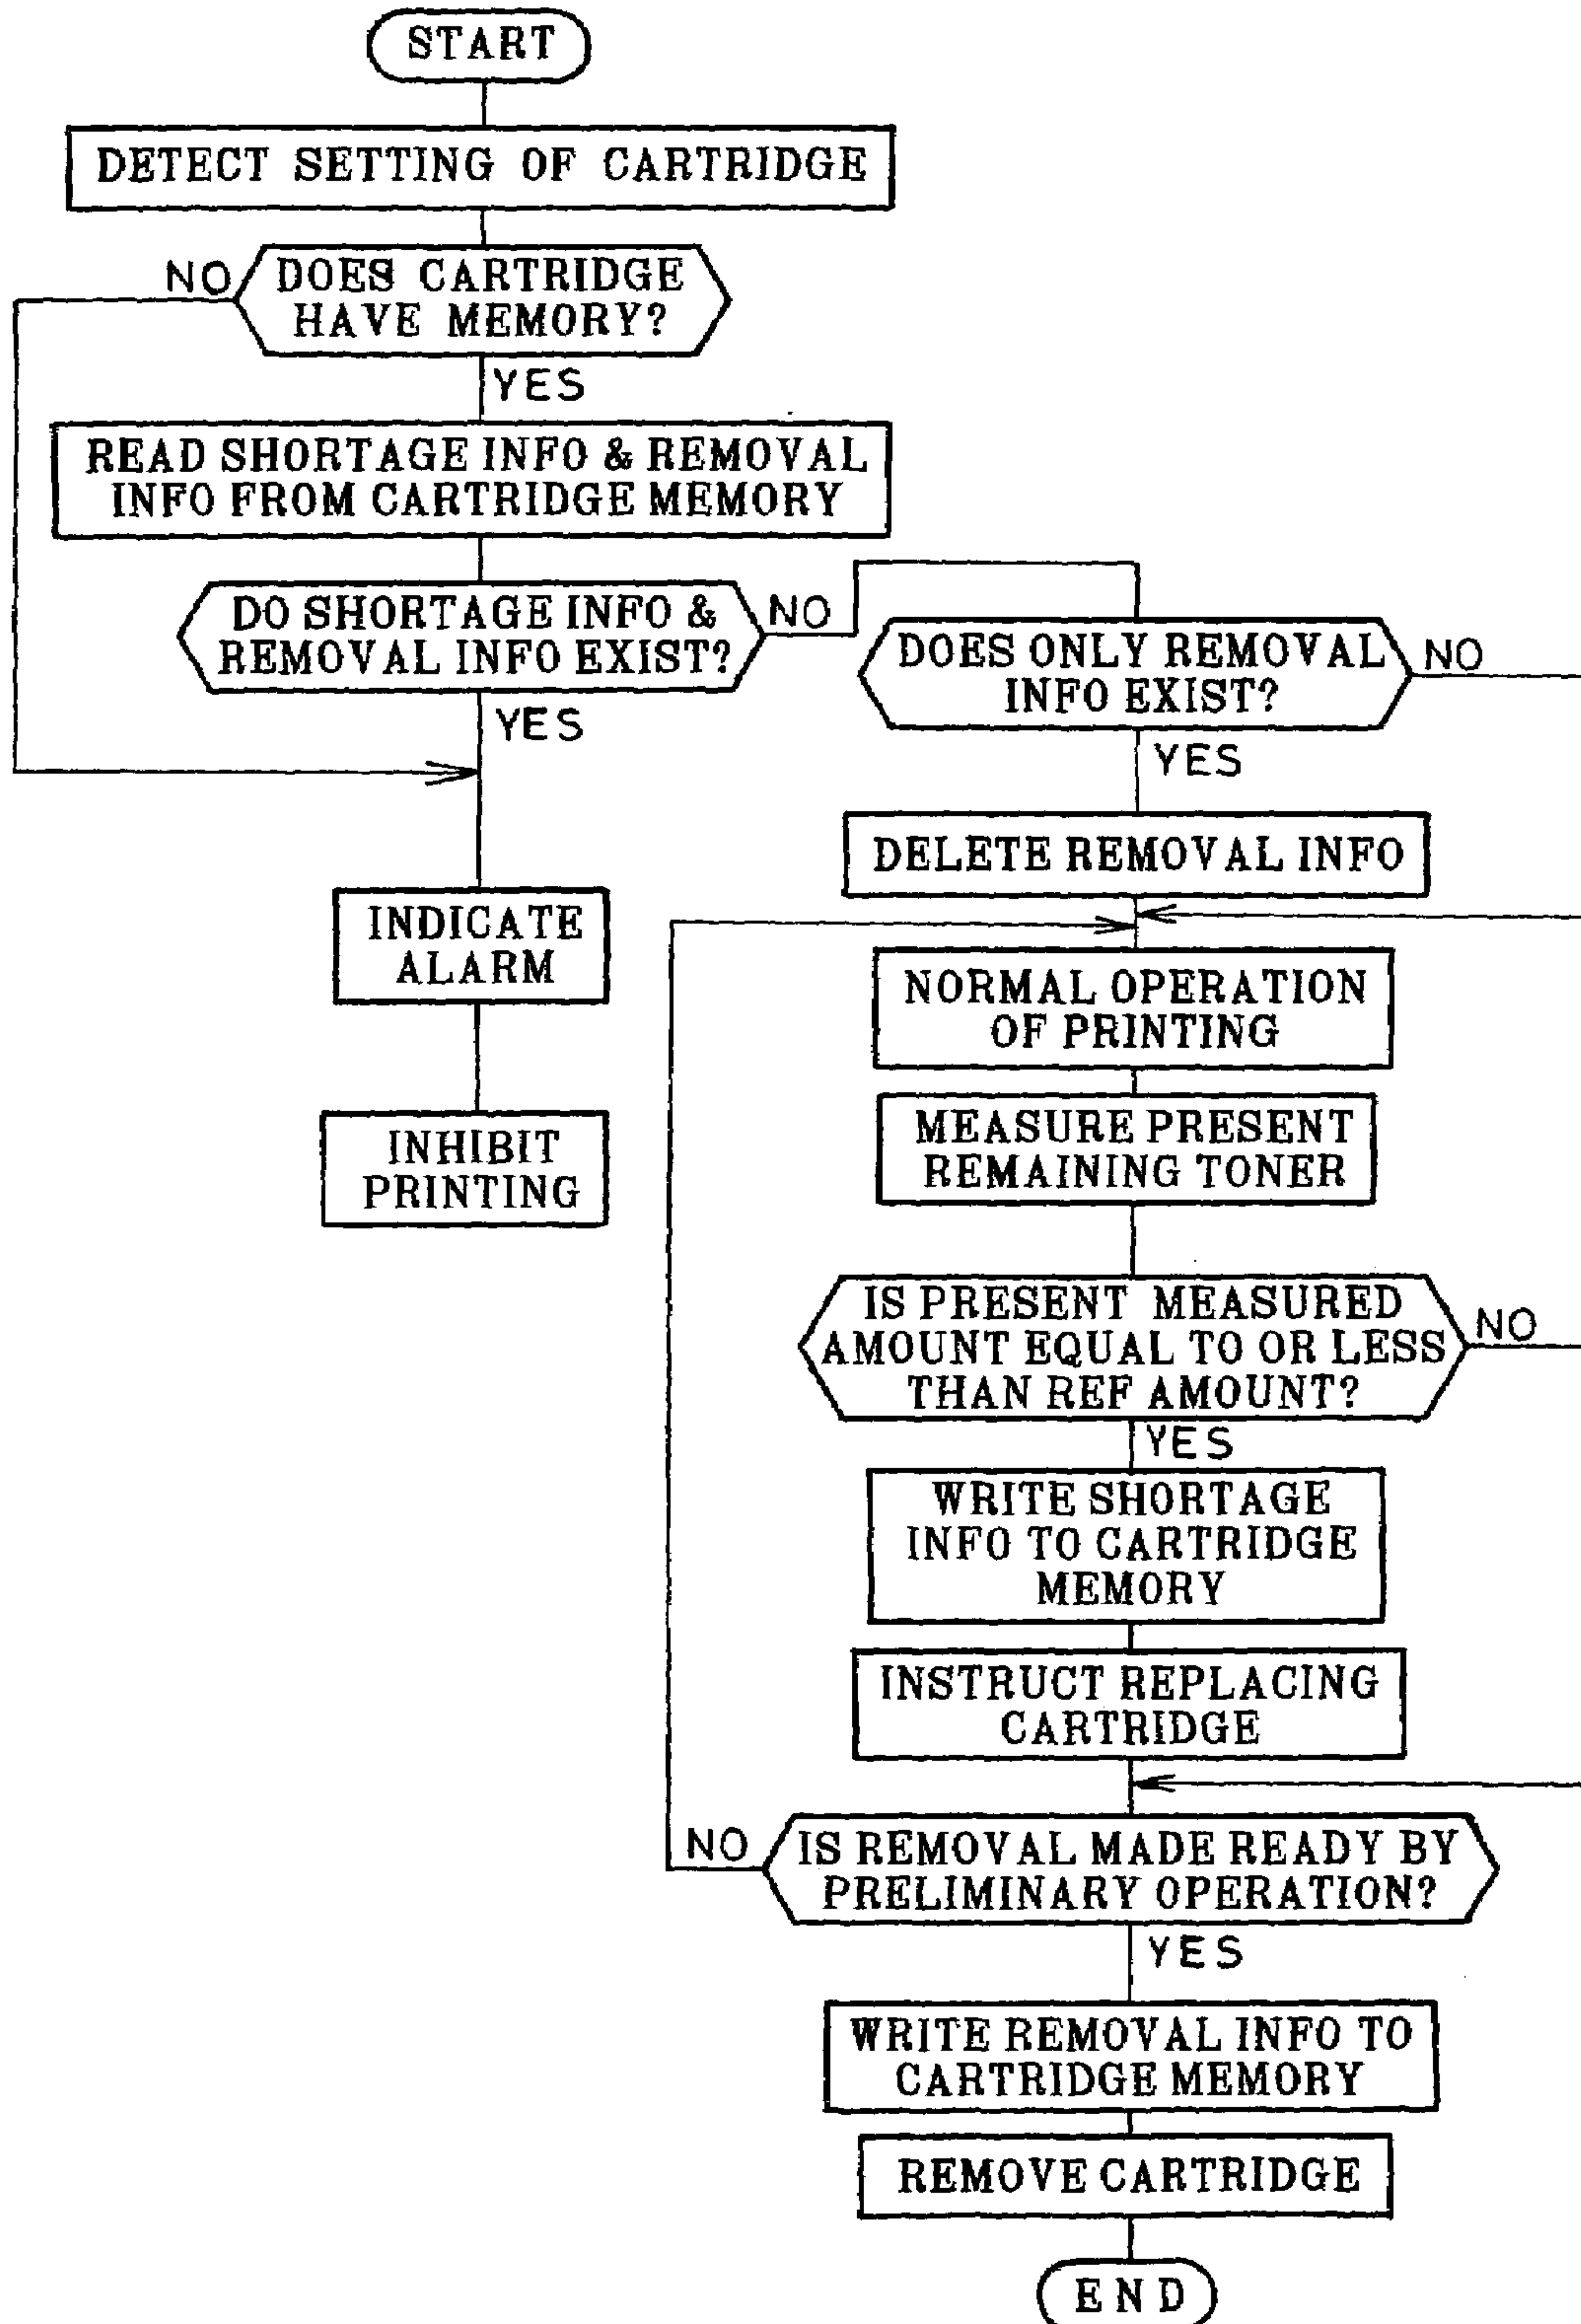 START
DETECT SETTING OF CARTRIDGE
NO
DOES CARTRIDGE
HAVE MEMORY?
YES
READ SHORTAGE INFO & REMOVAL
INFO FROM CARTRIDGE MEMORY
DO SHORTAGE INFO &
REMOVAL INFO EXIST?
NO
YES
INDICATE
ALARM
INHIBIT
PRINTING
DOES ONLY REMOVAL
INFO EXIST?
NO
YES
DELETE REMOVAL INFO
NORMAL OPERATION
OF PRINTING
MEASURE PRESENT
REMAINING TONER
IS PRESENT MEASURED
AMOUNT EQUAL TO OR LESS
THAN REF AMOUNT?
NO
YES
WRITE SHORTAGE
INFO TO CARTRIDGE
MEMORY
INSTRUCT REPLACING
CARTRIDGE
NO
IS REMOVAL MADE READY BY
PRELIMINARY OPERATION?
YES
WRITE REMOVAL INFO TO
CARTRIDGE MEMORY
REMOVE CARTRIDGE
END